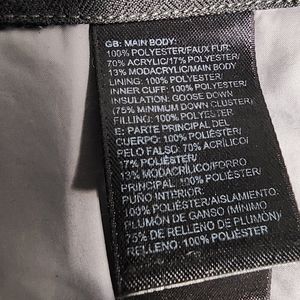 GB: MAIN BODY:
100% POLYESTER/FAUX FUR:
70% ACRYLIC/17% POLYESTER/
13% MODACRYLIC/MAIN BODY
LINING: 100% POLYESTER/
INNER CUFF: 100% POLYESTER/
INSULATION: GOOSE DOWN
(75% MINIMUM DOWN CLUSTER)
FILLING: 100% POLYESTER
E: PARTE PRINCIPAL DEL
CUERPO: 100% POLIÉSTER/
PELO FALSO: 70% ACRÍLICO/
17% POLIÉSTER/
13% MODACRÍLICO/FORRO
PRINCIPAL: 100% POLIÉSTER/
PUÑO INTERIOR:
100% POLIÉSTER/AISLAMIENTO:
PLUMÓN DE GANSO (MÍNIMO
75% DE RELLENO DE PLUMÓN)/
RELLENO: 100% POLIÉSTER